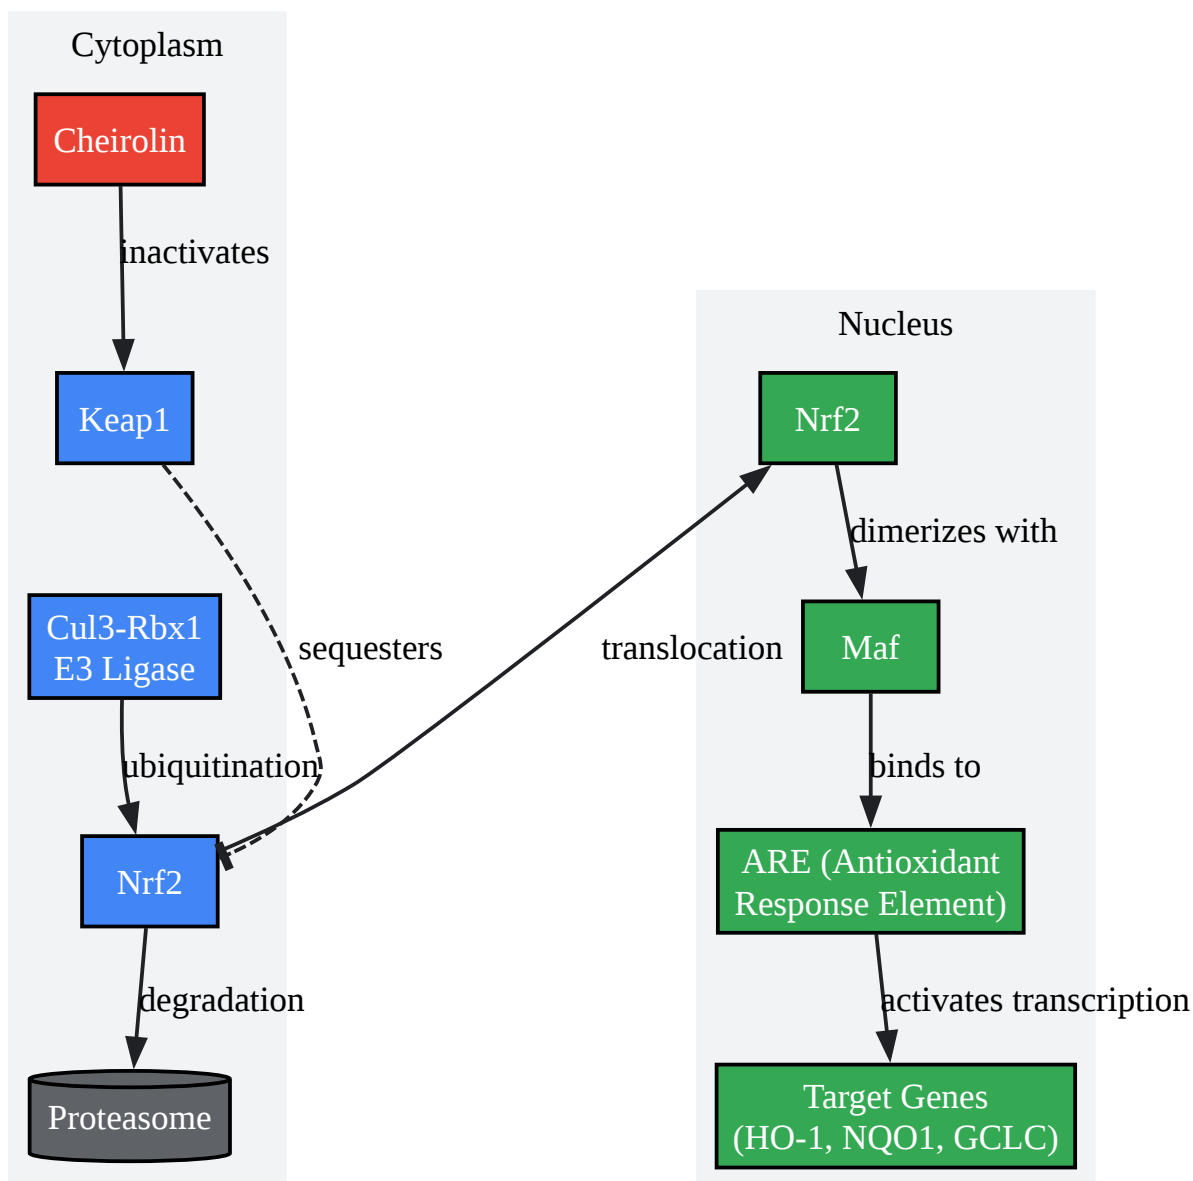 Cytoplasm
Cheirolin
inactivates
Keap1
Cul3-Rbx1
E3 Ligase
sequesters
ubiquitination
Nrf2
degradation
Proteasome
translocation
Nucleus
Nrf2
dimerizes with
Maf
binds to
ARE (Antioxidant
Response Element)
activates transcription
Target Genes
(HO-1, NQO1, GCLC)